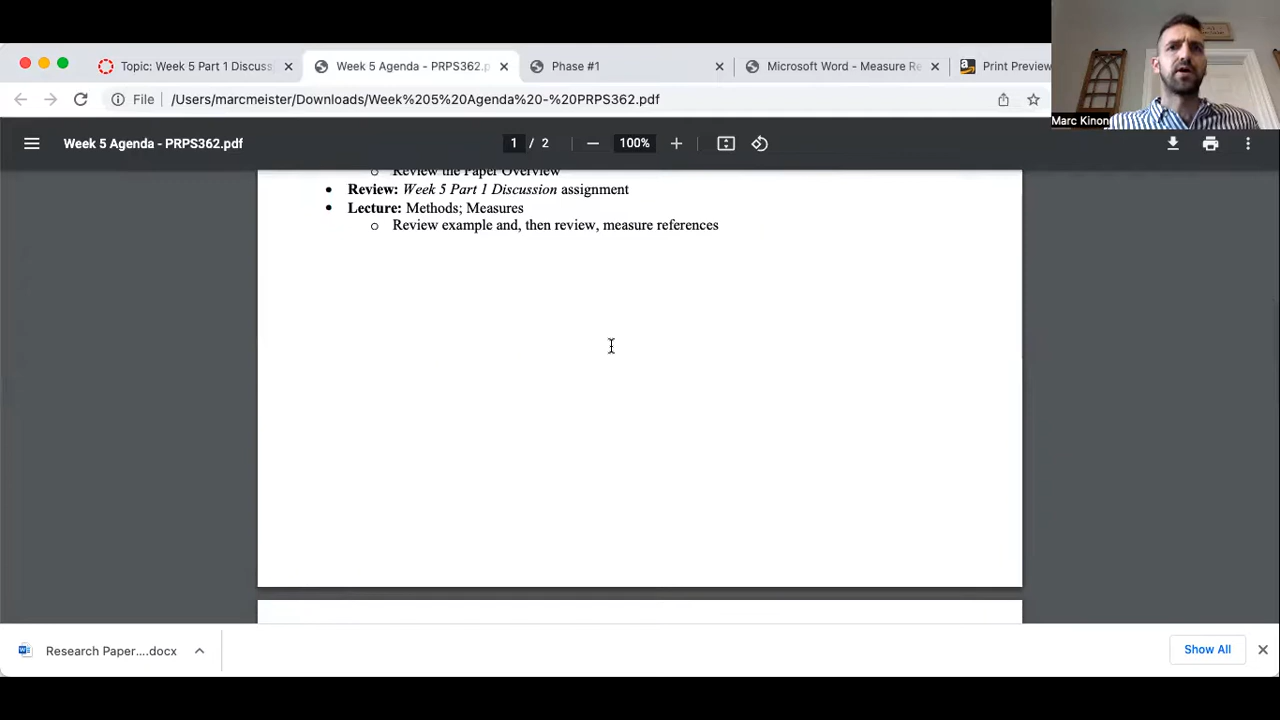 Topic: Week 5 Part 1 Discuss
Week 5 Agenda - PRPS362.p
Phase #1
Microsoft Word - Measure Re
Print Preview
Marc Kinon
File
/Users/marcmeister/Downloads/Week%205%20Agenda%20-%20PRPS362.pdf
Week 5 Agenda - PRPS362.pdf
1 / 2
100%
Review the Paper Overview
Review: Week 5 Part 1 Discussion assignment
Lecture: Methods; Measures
Review example and, then review, measure references
Research Paper....docx
Show All